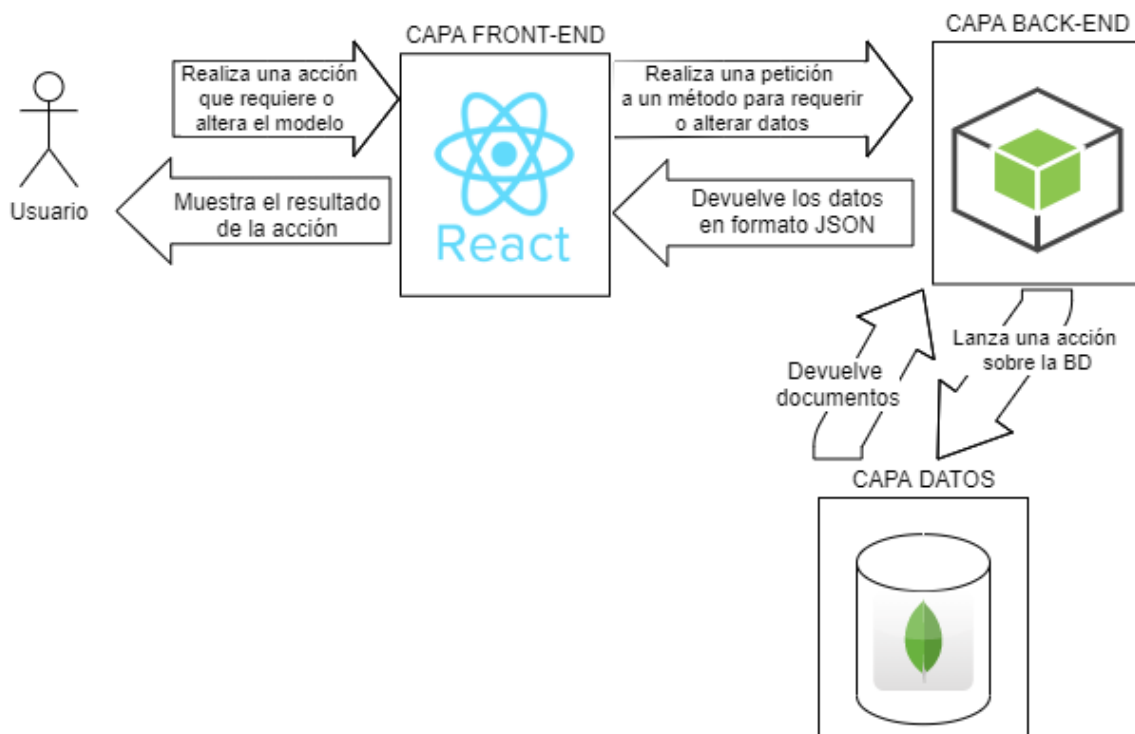 CAPA FRONT-END
CAPA BACK-END
Realiza una acción
que requiere o
altera el modelo
Realiza una petición
a un método para requerir
o alterar datos
Usuario
Muestra el resultado
de la acción
React
Devuelve los datos
en formato JSON
Devuelve
documentos
Lanza una acción
sobre la BD
CAPA DATOS